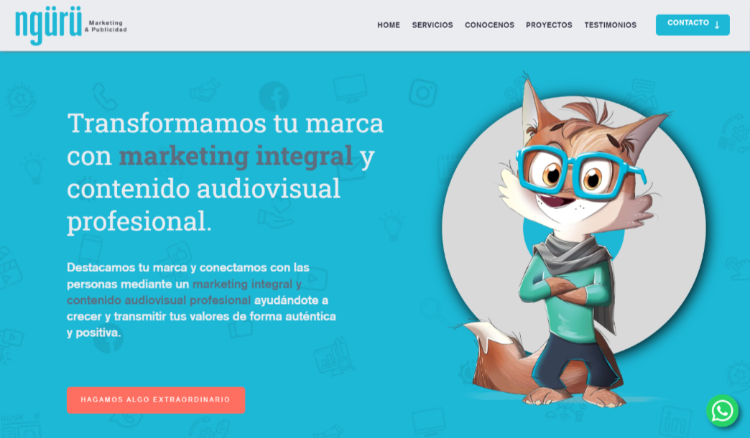 ngürü
Marketing
& Publicidad
HOME SERVICIOS CONOCENOS PROYECTOS TESTIMONIOS CONTACTO ↓
Transformamos tu marca
con marketing integral y
contenido audiovisual
profesional.
Destacamos tu marca y conectamos con las
personas mediante un marketing integral y
contenido audiovisual profesional ayudándote a
crecer y transmitir tus valores de forma auténtica
y positiva.
HAGAMOS ALGO EXTRAORDINARIO